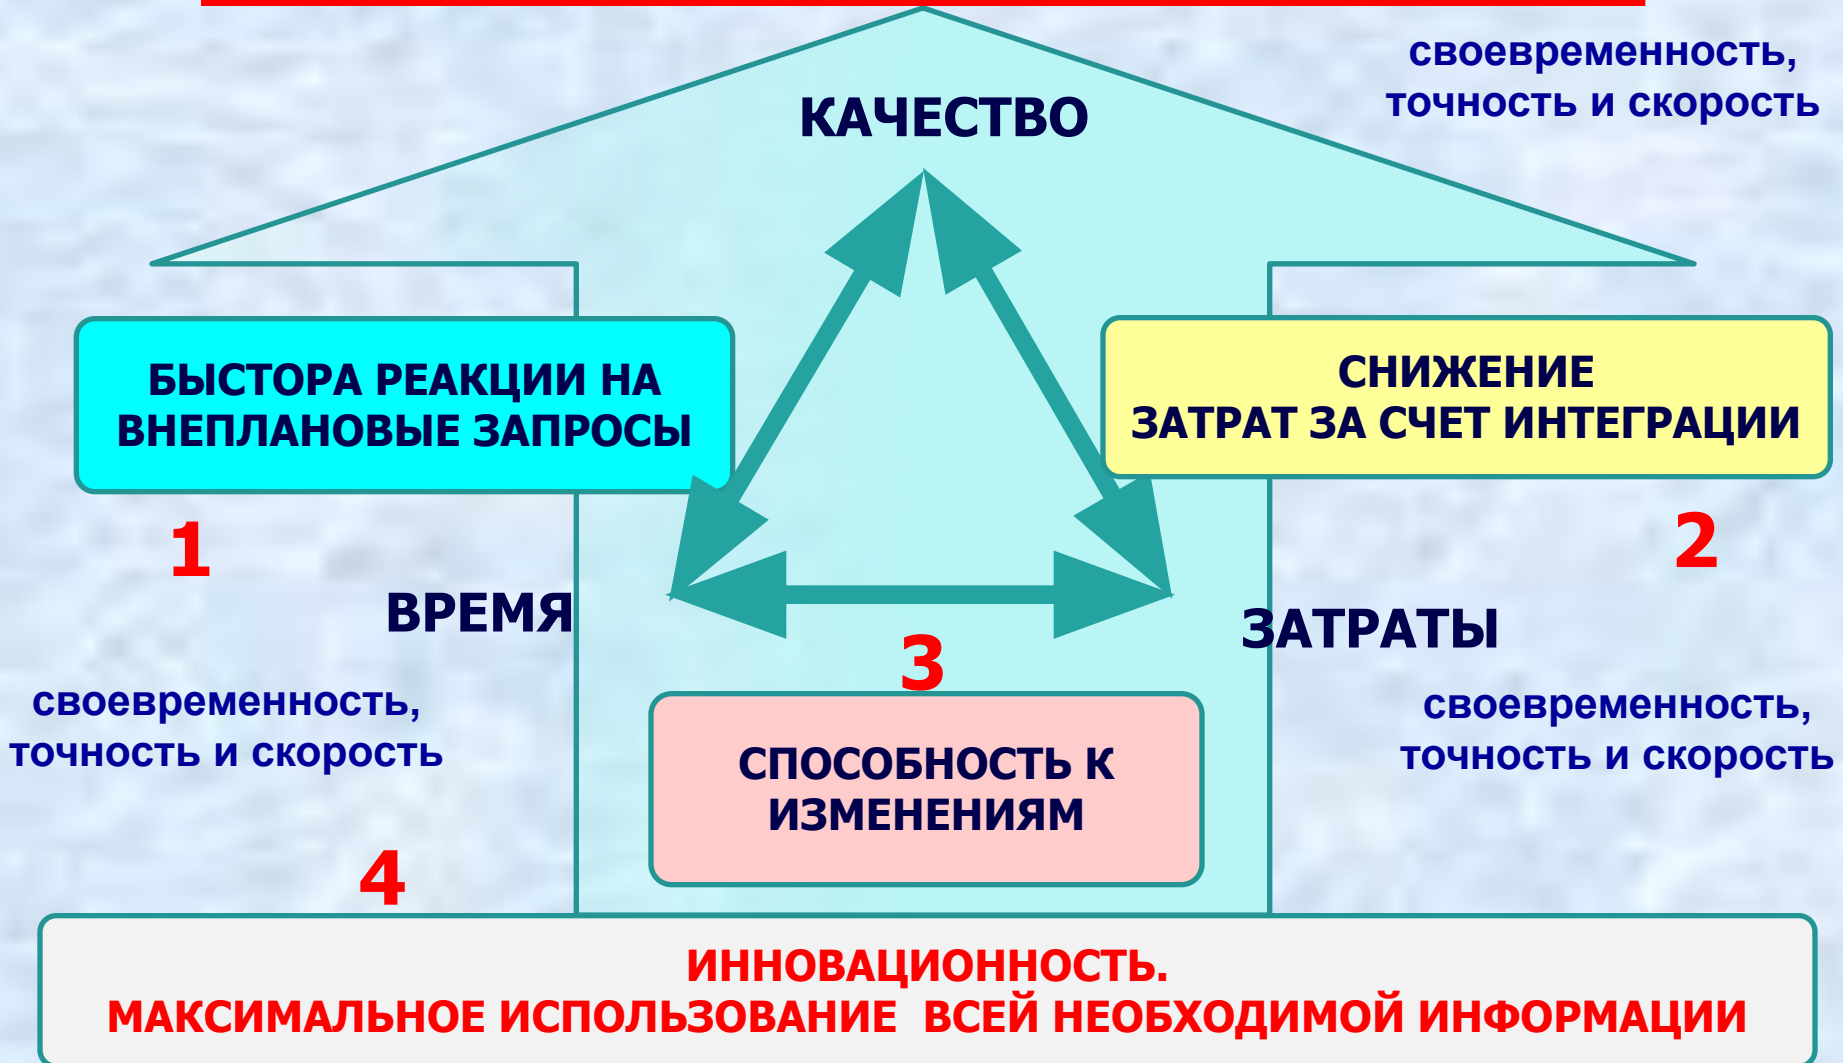 своевременность,
точность и скорость
КАЧЕСТВО
БЫСТОРА РЕАКЦИИ НА
ВНЕПЛАНОВЫЕ ЗАПРОСЫ
СНИЖЕНИЕ
ЗАТРАТ ЗА СЧЕТ ИНТЕГРАЦИИ
1
2
ВРЕМЯ
ЗАТРАТЫ
3
своевременность,
точность и скорость
своевременность,
точность и скорость
СПОСОБНОСТЬ К
ИЗМЕНЕНИЯМ
4
ИННОВАЦИОННОСТЬ.
МАКСИМАЛЬНОЕ ИСПОЛЬЗОВАНИЕ ВСЕЙ НЕОБХОДИМОЙ ИНФОРМАЦИИ